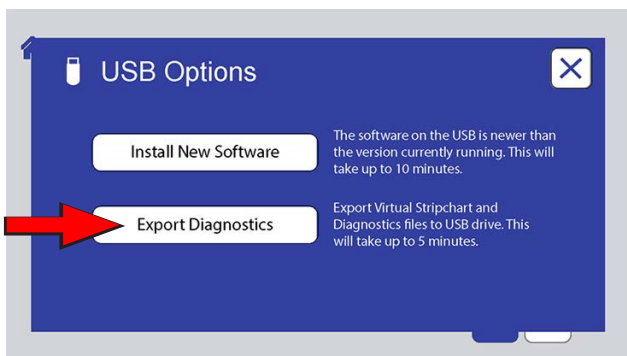 USB Options
Install New Software
The software on the USB is newer than
the version currently running. This will
take up to 10 minutes.
Export Diagnostics
Export Virtual Stripchart and
Diagnostics files to USB drive. This
will take up to 5 minutes.